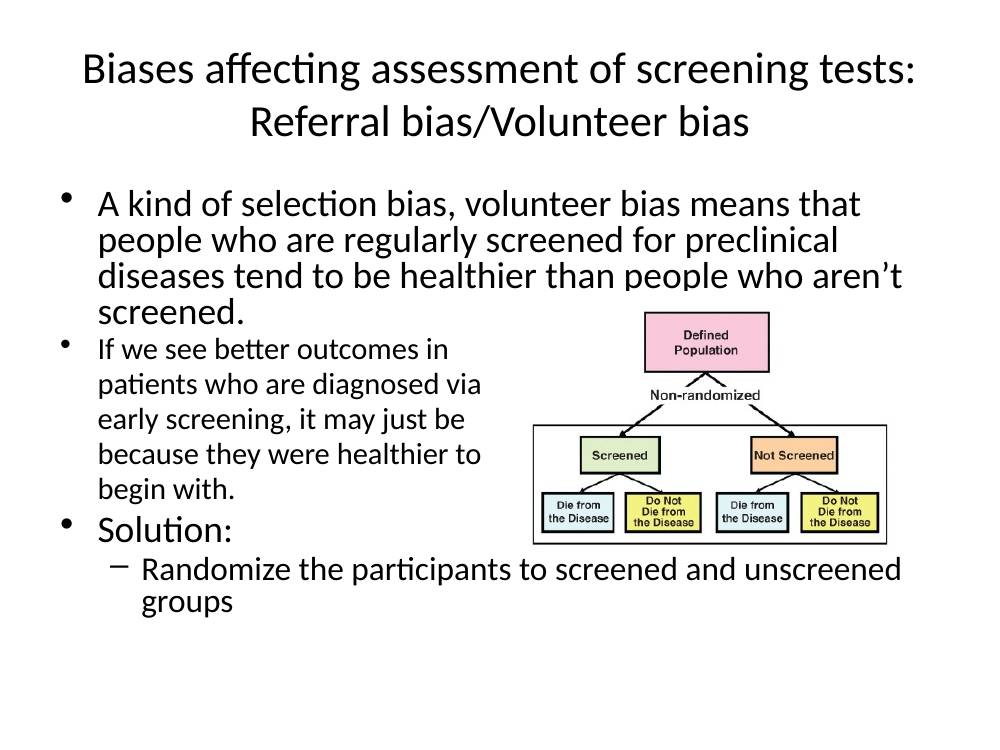 Biases affecting assessment of screening tests:
Referral bias/Volunteer bias
• A kind of selection bias, volunteer bias means that
people who are regularly screened for preclinical
diseases tend to be healthier than people who aren’t
screened.
• If we see better outcomes in
patients who are diagnosed via
early screening, it may just be
because they were healthier to
begin with.
Defined
Population
Non-randomized
Screened
Not Screened
Die from
the Disease
Do Not
Die from
the Disease
Die from
the Disease
Do Not
Die from
the Disease
• Solution:
– Randomize the participants to screened and unscreened
groups